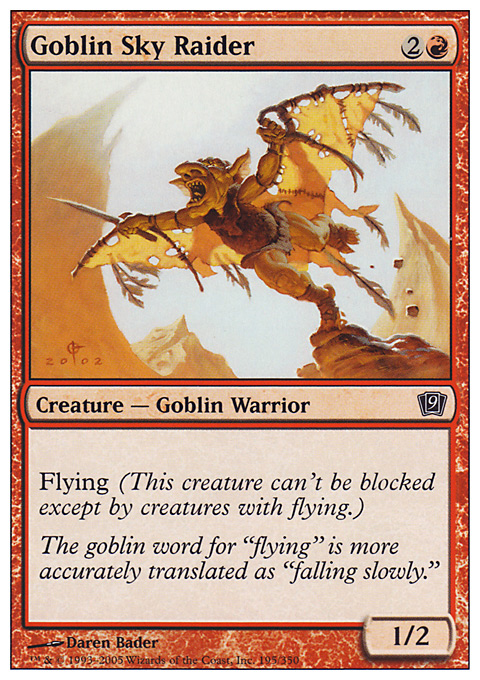 Goblin Sky Raider 2
2002
Creature — Goblin Warrior 9
Flying (This creature can't be blocked
except by creatures with flying.)
The goblin word for "flying" is more
accurately translated as "falling slowly."
1/2
Daren Bader
™ & © 1993-2005 Wizards of the Coast, Inc. 195/350